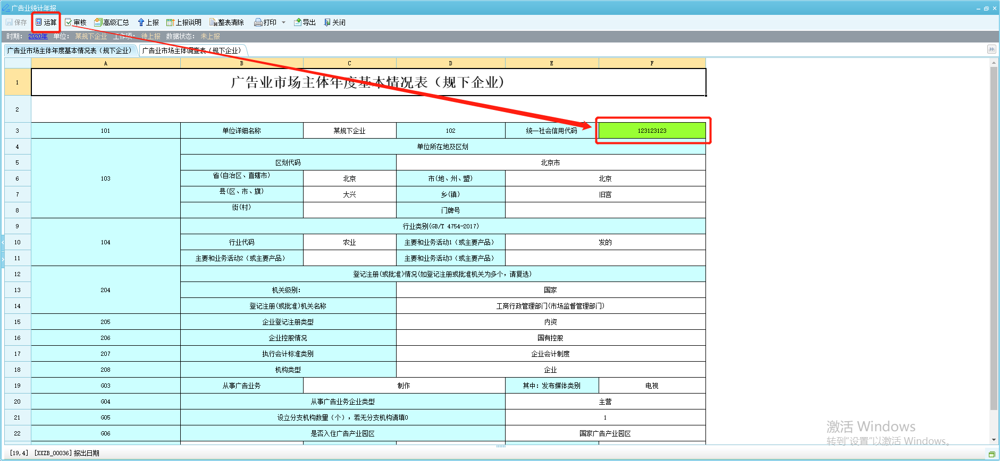 广告业统计年报
保存 运算 审核 高级汇总 上报 上报说明 整表清除 打印 导出 关闭
时期： 2020年 单位： 某规下企业 工作项： 待上报 数据状态： 未上报
广告业市场主体年度基本情况表（规下企业） 广告业市场主体调查表（规下企业）
A B C D E F
1 广告业市场主体年度基本情况表（规下企业）
2
3 101 单位详细名称 某规下企业 102 统一社会信用代码 123123123
4 单位所在地及区划
5 区划代码 北京市
6 103 省(自治区、直辖市) 北京 市(地、州、盟) 北京
7 县(区、市、旗) 大兴 乡(镇) 旧宫
8 街(村) 门牌号
9 行业类别(GB/T 4754-2017)
10 104 行业代码 农业 主要和业务活动1（或主要产品） 发的
11 主要和业务活动2（或主要产品） 主要和业务活动3（或主要产品）
12 登记注册(或批准)情况(如登记注册或批准机关为多个，请复选)
13 204 机关级别： 国家
14 登记注册(或批准)机关名称 工商行政管理部门(市场监督管理部门)
15 205 企业登记注册类型 内资
16 206 企业控股情况 国有控股
17 207 执行会计标准类别 企业会计制度
18 208 机构类型 企业
19 G03 从事广告业务 制作 其中：发布媒体类别 电视
20 G04 从事广告业务企业类型 主营
21 G05 设立分支机构数量（个），若无分支机构请填0 1
22 G06 是否入住广告产业园区 国家广告产业园区
激活 Windows
转到“设置”以激活 Windows。
[19,4] [XXZB_00036]报出日期